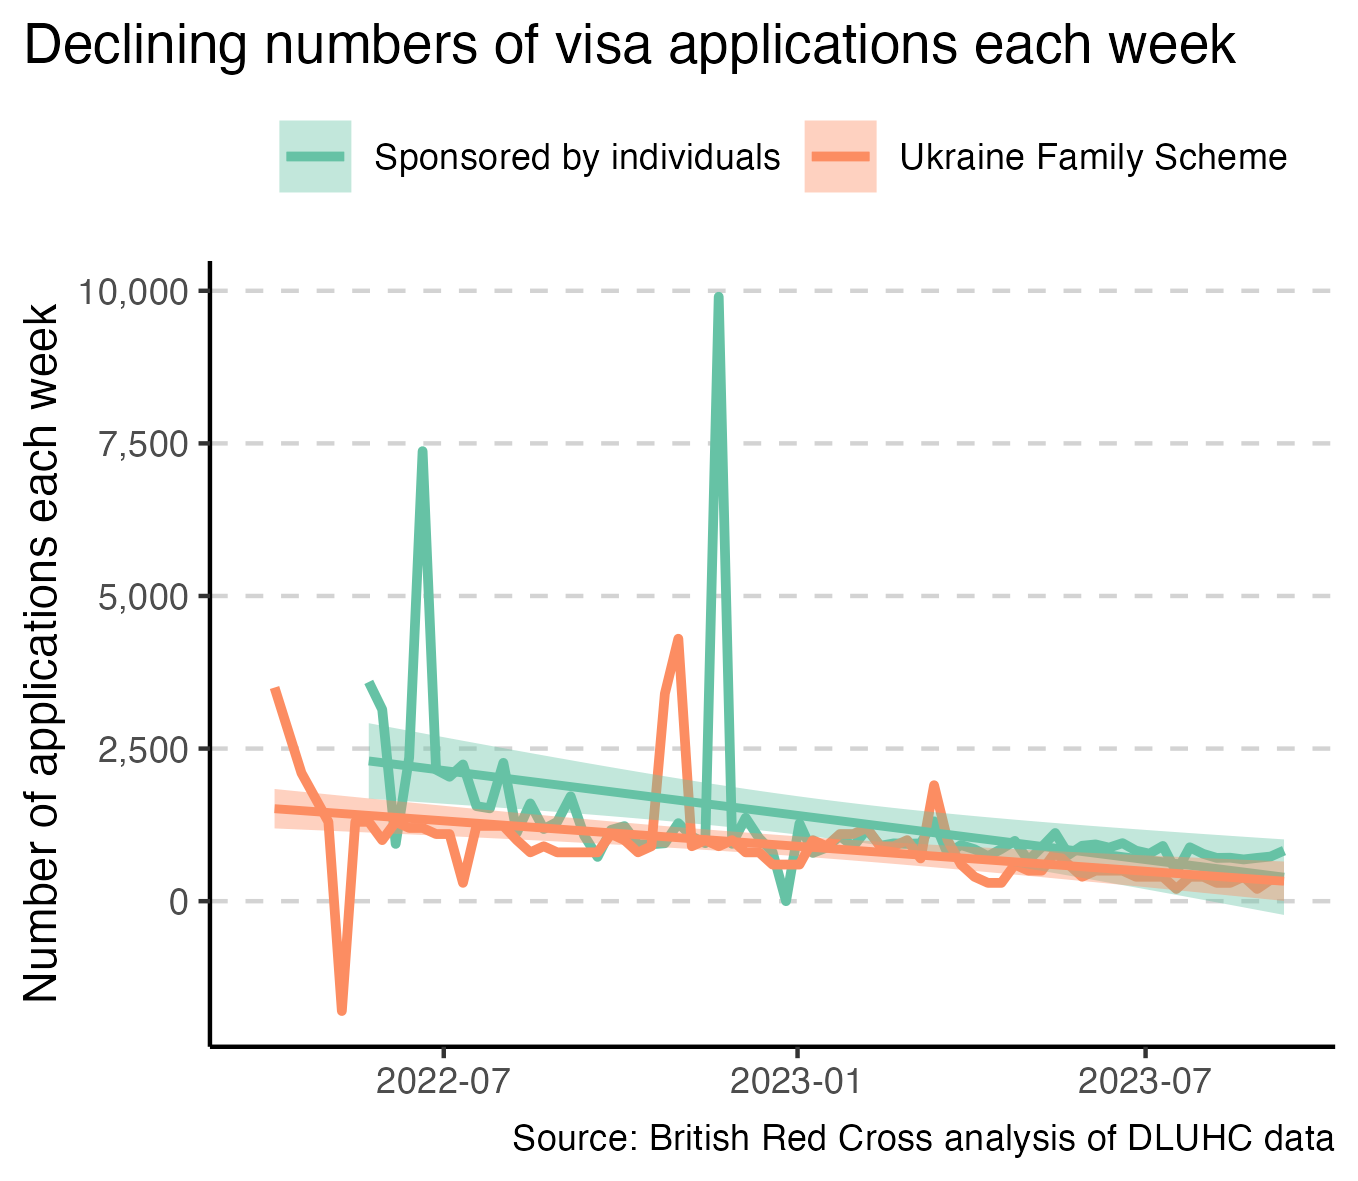 Declining numbers of visa applications each week
Sponsored by individuals
Ukraine Family Scheme
Number of applications each week
10,000
7,500
5,000
2,500
0
2022-07
2023-01
2023-07
Source: British Red Cross analysis of DLUHC data